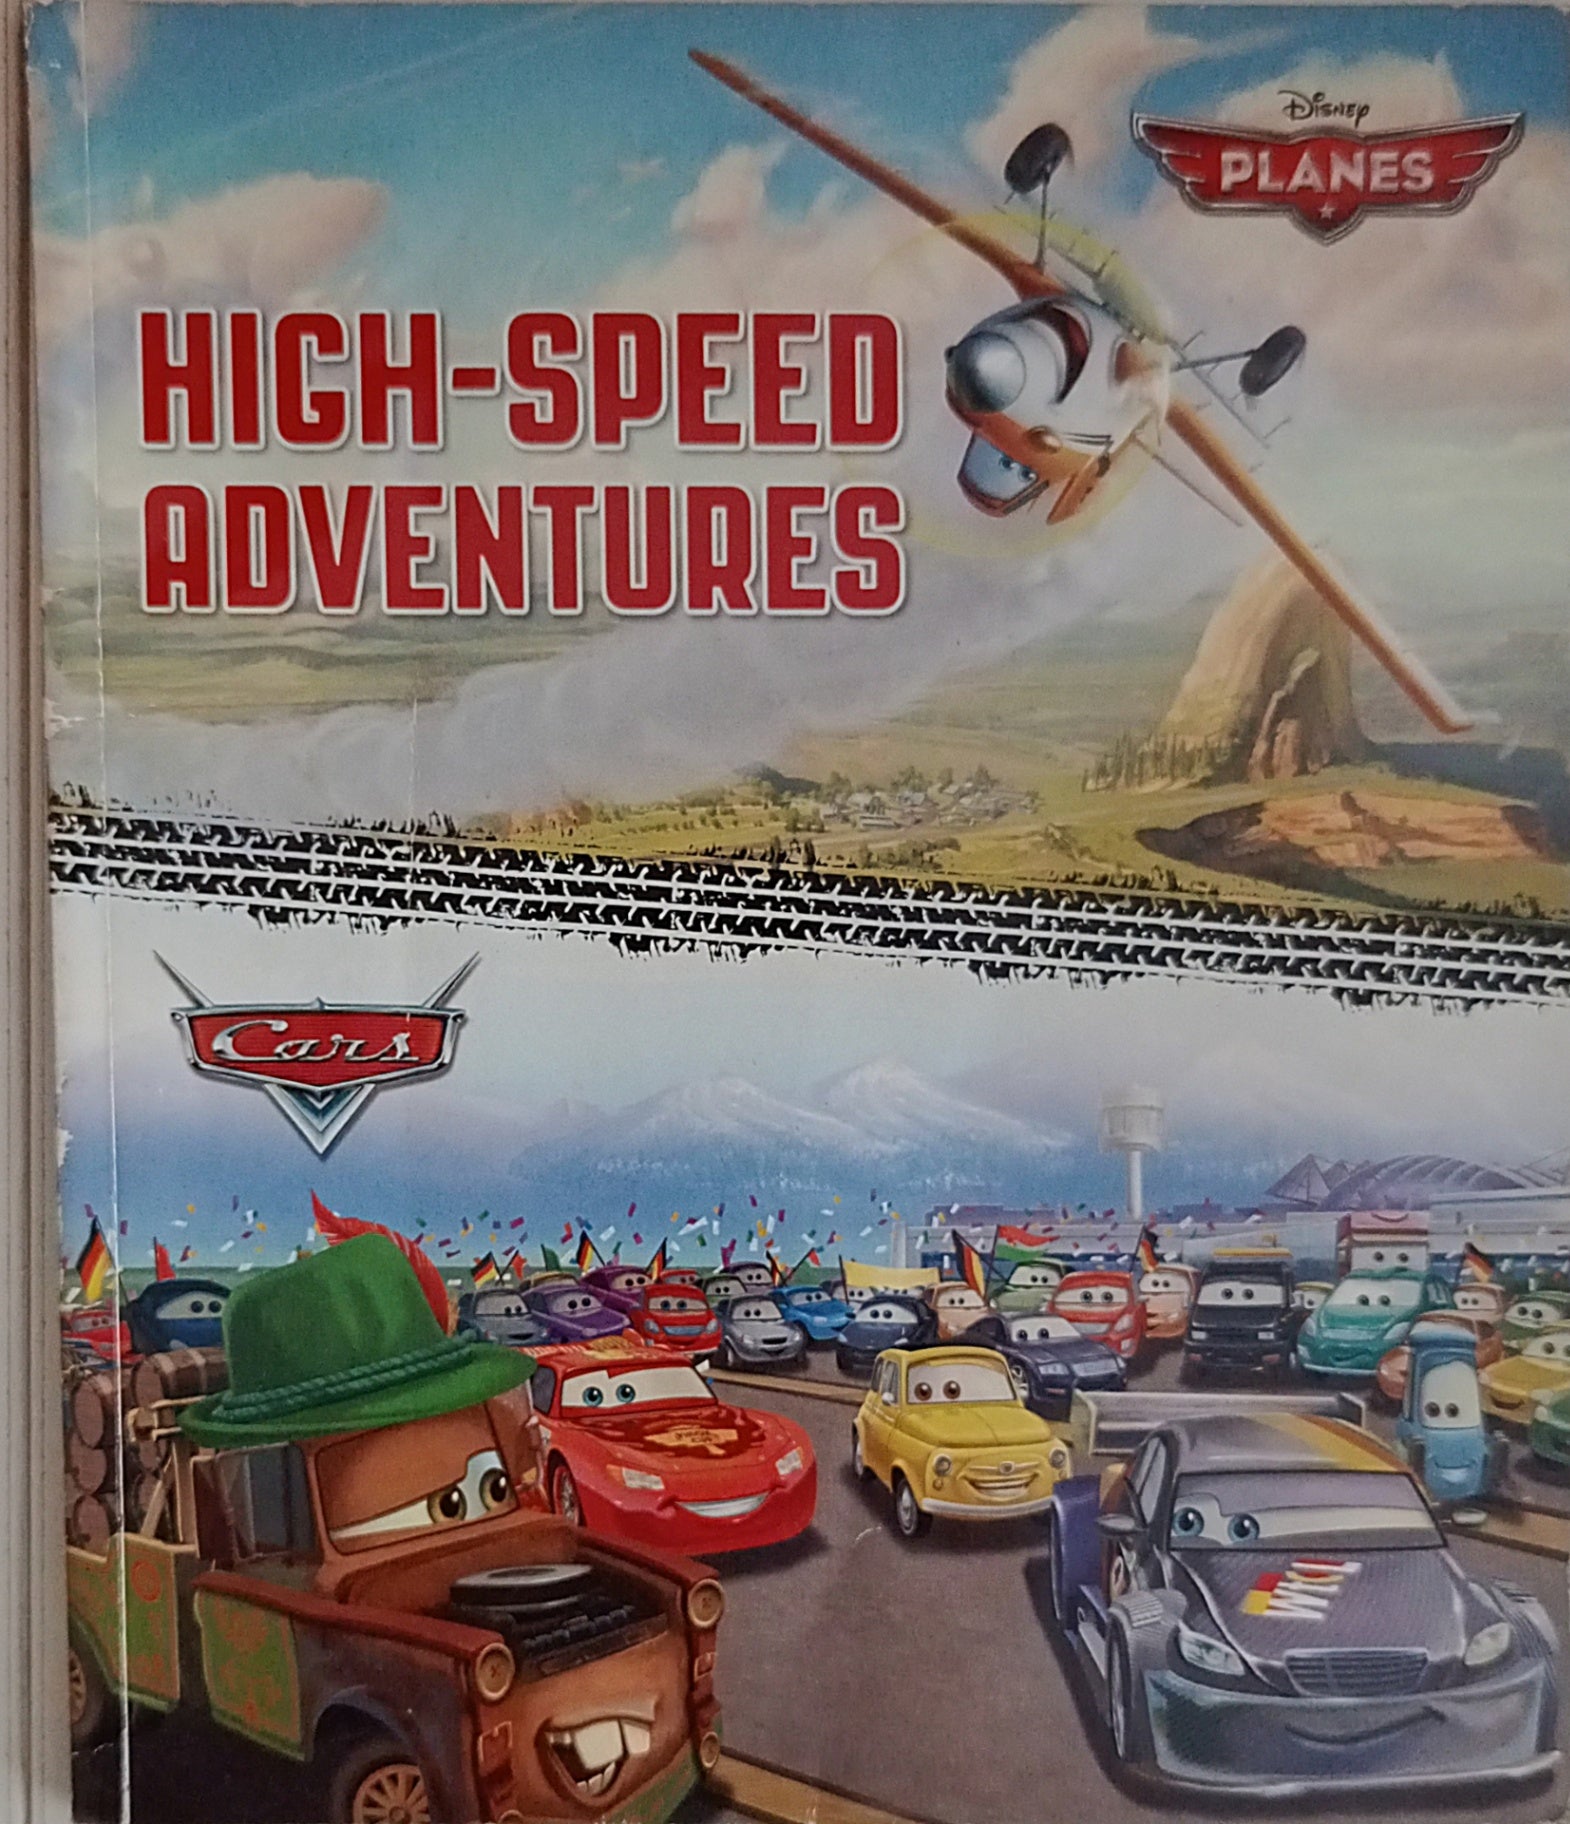 Disney
PLANES
HIGH-SPEED
ADVENTURES
Cars